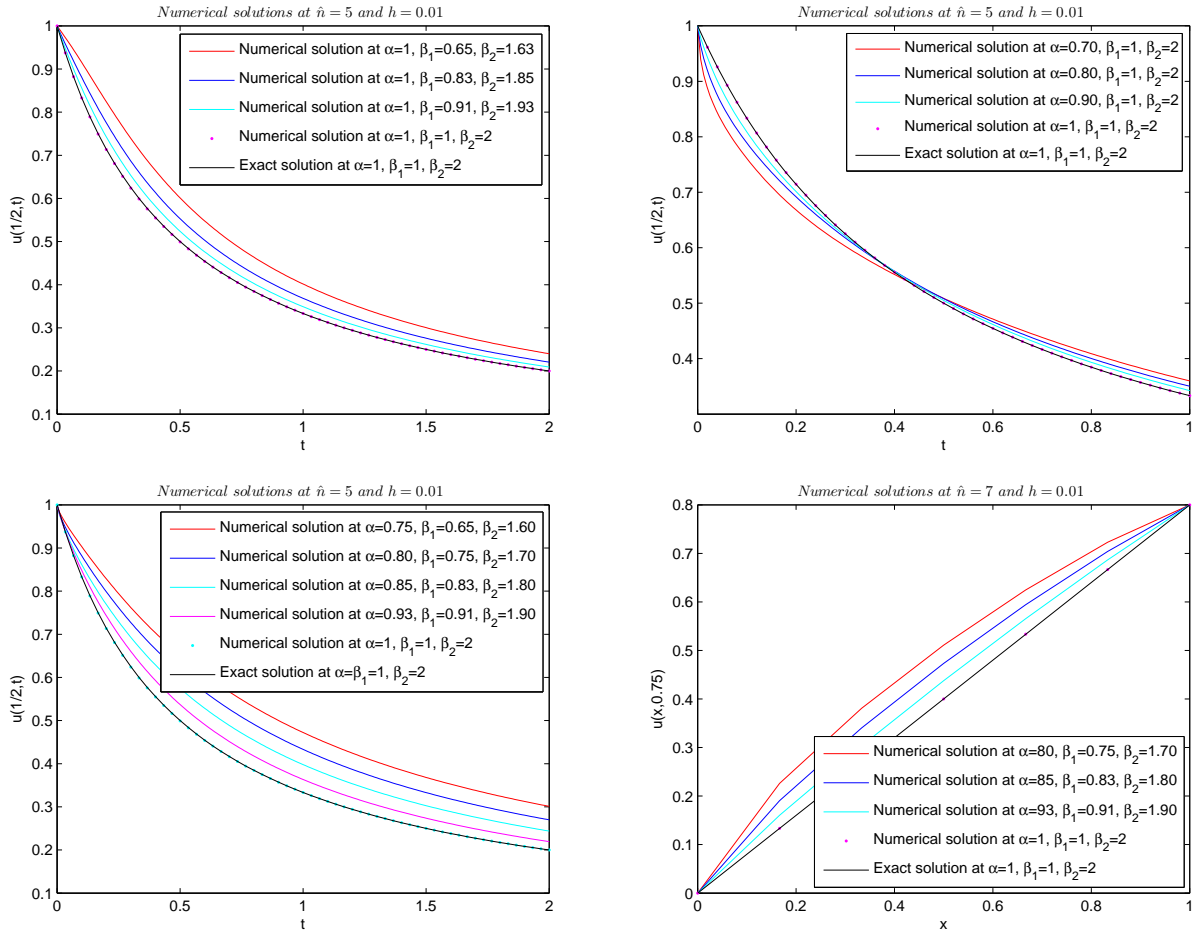 Numerical solutions at n̂ = 5 and h = 0.01
1
0.9
0.8
0.7
0.6
0.5
0.4
0.3
0.2
0.1
u(1/2,t)
Numerical solution at α=1, β₁=0.65, β₂=1.63
Numerical solution at α=1, β₁=0.83, β₂=1.85
Numerical solution at α=1, β₁=0.91, β₂=1.93
Numerical solution at α=1, β₁=1, β₂=2
Exact solution at α=1, β₁=1, β₂=2
0 0.5 1 1.5 2
t
Numerical solutions at n̂ = 5 and h = 0.01
1
0.9
0.8
0.7
0.6
0.5
0.4
u(1/2,t)
Numerical solution at α=0.70, β₁=1, β₂=2
Numerical solution at α=0.80, β₁=1, β₂=2
Numerical solution at α=0.90, β₁=1, β₂=2
Numerical solution at α=1, β₁=1, β₂=2
Exact solution at α=1, β₁=1, β₂=2
0 0.2 0.4 0.6 0.8 1
t
Numerical solutions at n̂ = 5 and h = 0.01
1
0.9
0.8
0.7
0.6
0.5
0.4
0.3
0.2
0.1
u(1/2,t)
Numerical solution at α=0.75, β₁=0.65, β₂=1.60
Numerical solution at α=0.80, β₁=0.75, β₂=1.70
Numerical solution at α=0.85, β₁=0.83, β₂=1.80
Numerical solution at α=0.93, β₁=0.91, β₂=1.90
Numerical solution at α=1, β₁=1, β₂=2
Exact solution at α=β₁=1, β₂=2
0 0.5 1 1.5 2
t
Numerical solutions at n̂ = 7 and h = 0.01
0.8
0.7
0.6
0.5
0.4
0.3
0.2
0.1
0
u(x,0.75)
Numerical solution at α=80, β₁=0.75, β₂=1.70
Numerical solution at α=85, β₁=0.83, β₂=1.80
Numerical solution at α=93, β₁=0.91, β₂=1.90
Numerical solution at α=1, β₁=1, β₂=2
Exact solution at α=1, β₁=1, β₂=2
0 0.2 0.4 0.6 0.8 1
x